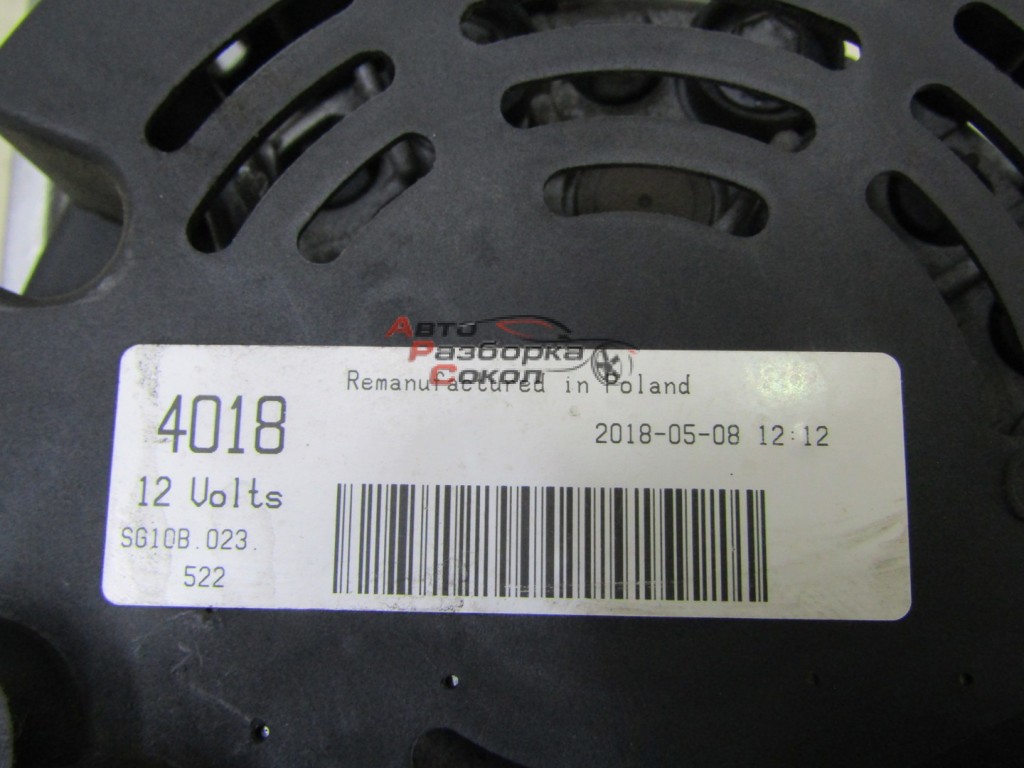 Авто
Разборка
Сокол
Remanufactured in Poland
4018
2018-05-08 12:12
12 Volts
SG10B.023.
522